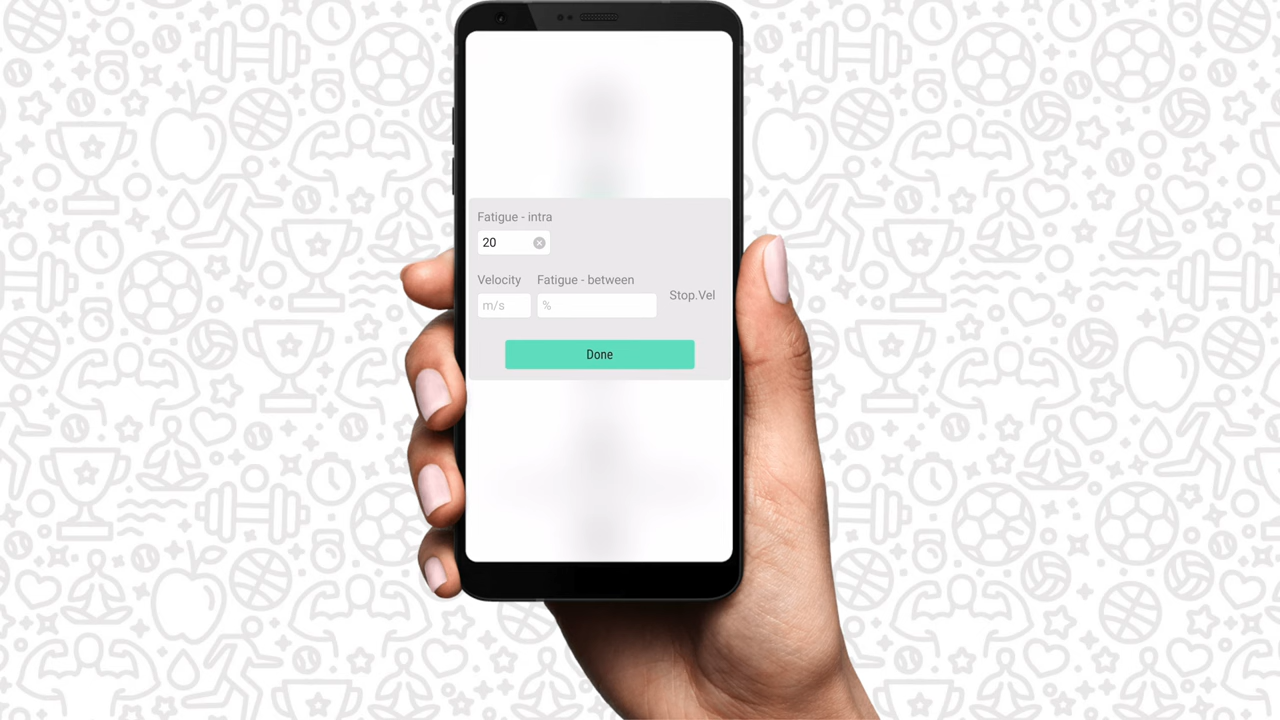 Fatigue - intra
20
Velocity Fatigue - between
m/s % Stop.Vel
Done